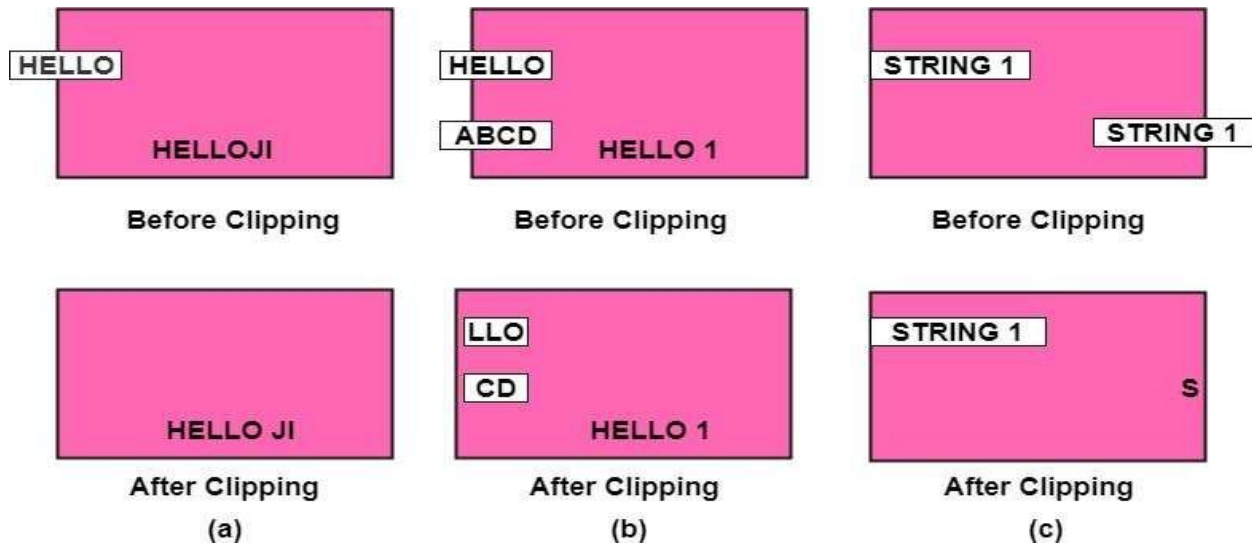 HELLO
HELLOJI
Before Clipping
HELLO
ABCD
HELLO 1
Before Clipping
STRING 1
STRING 1
Before Clipping
HELLO JI
After Clipping
(a)
LLO
CD
HELLO 1
After Clipping
(b)
STRING 1
S
After Clipping
(c)